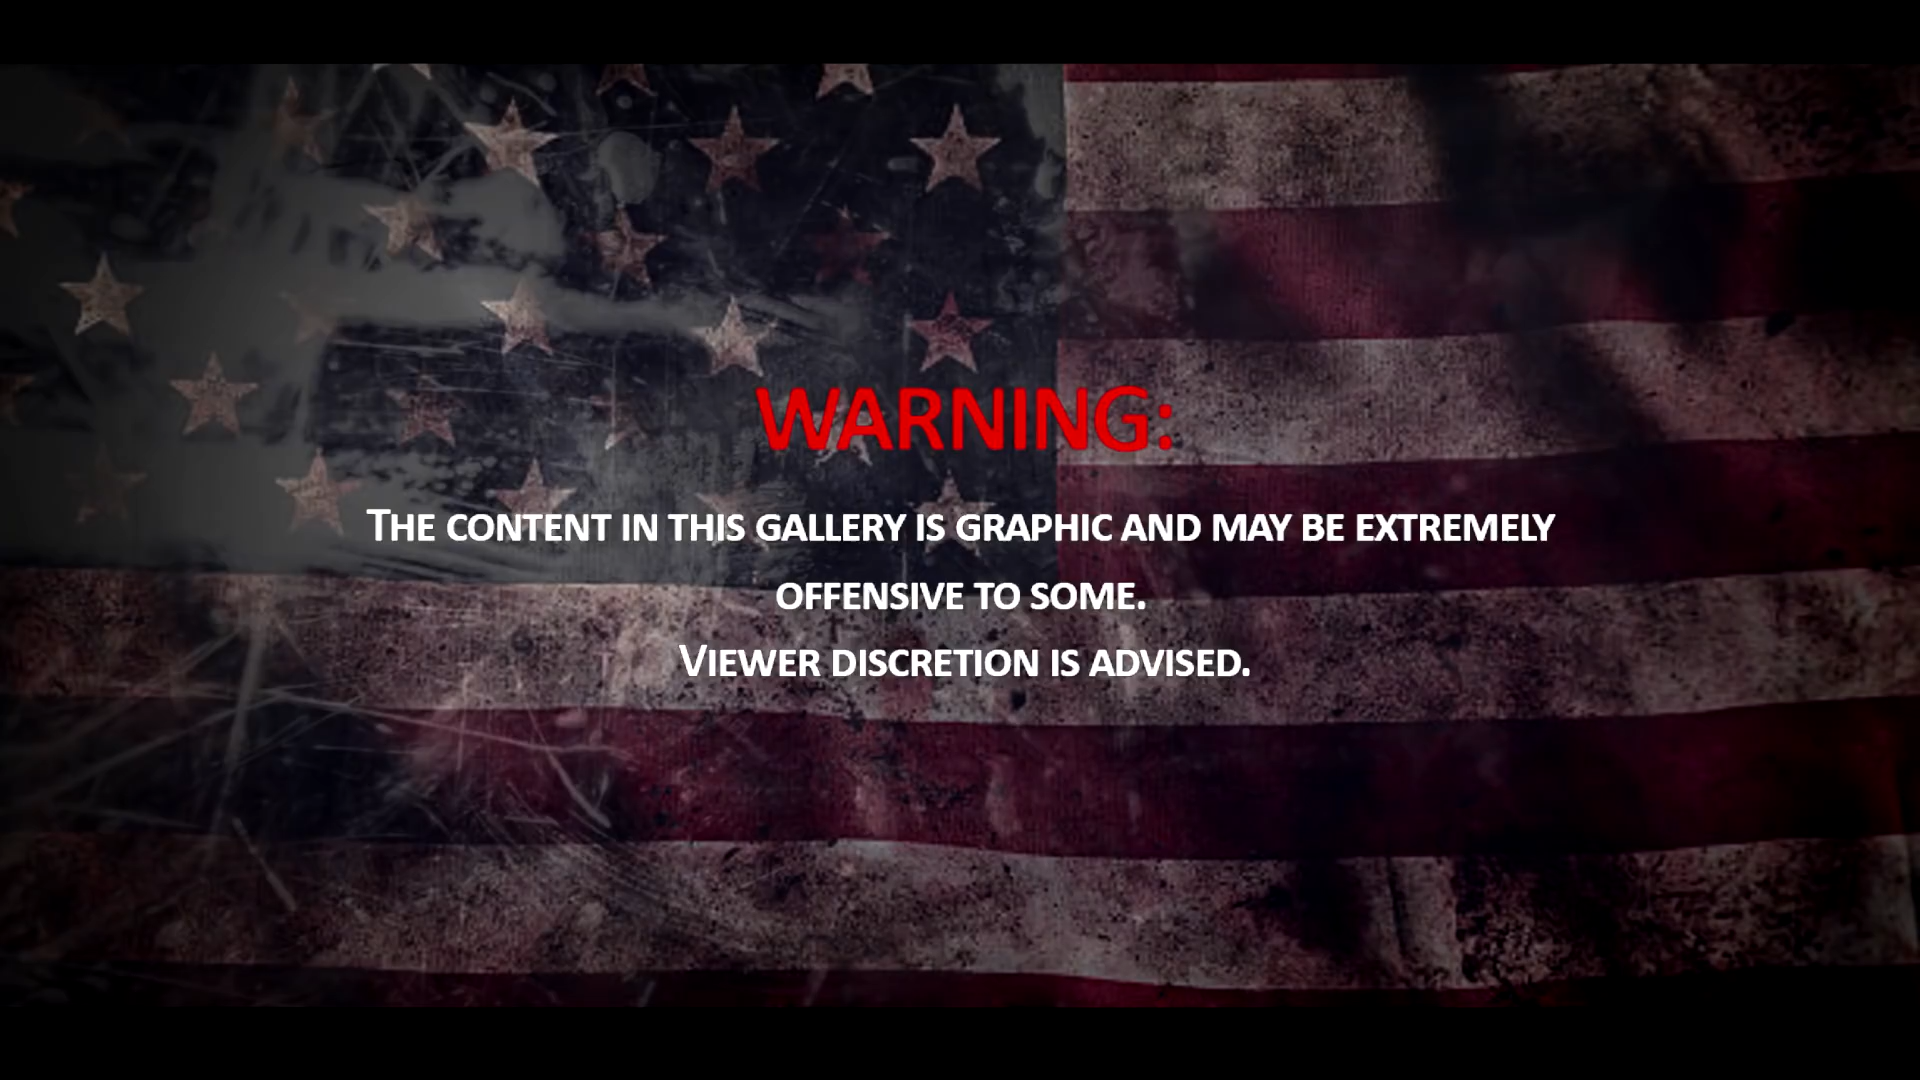 WARNING:
THE CONTENT IN THIS GALLERY IS GRAPHIC AND MAY BE EXTREMELY
OFFENSIVE TO SOME.
VIEWER DISCRETION IS ADVISED.